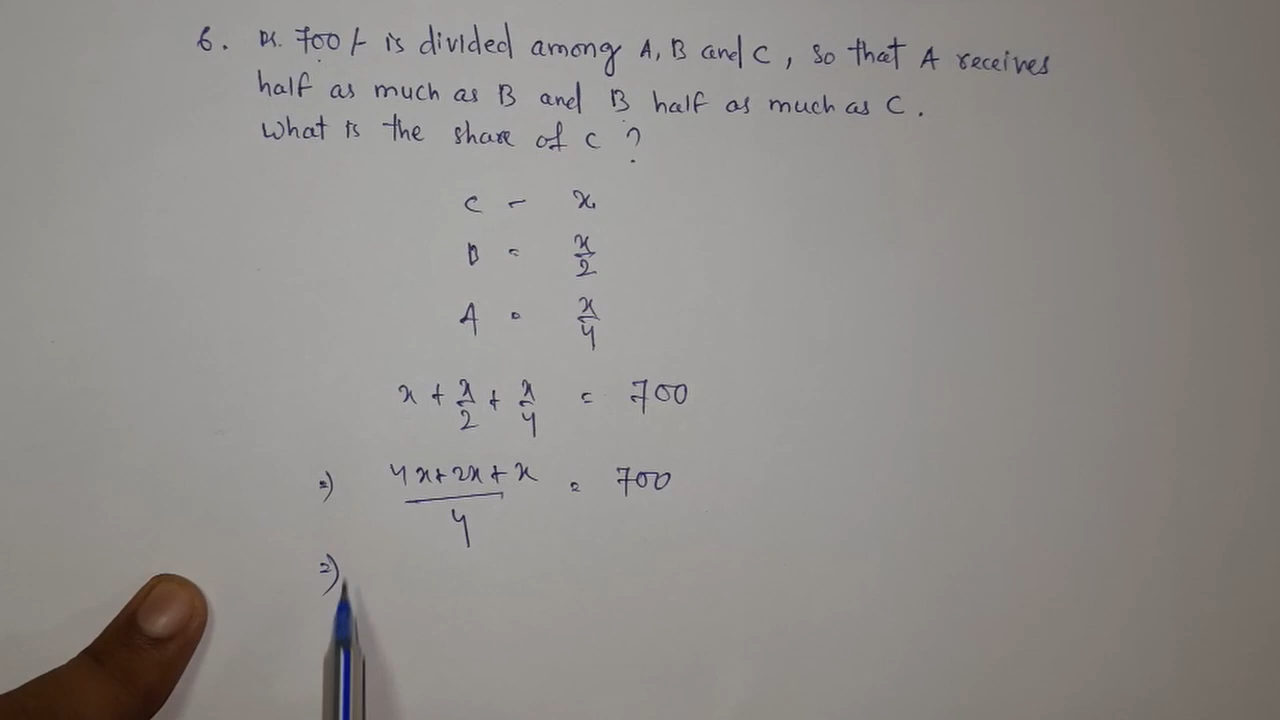 6. Rs. 700/- is divided among A, B and C, so that A receives
half as much as B and B half as much as C.
What is the share of C ?
C - x
B = x/2
A = x/4
x + x/2 + x/4 = 700
=) 4x+2x+x/4 = 700
=)